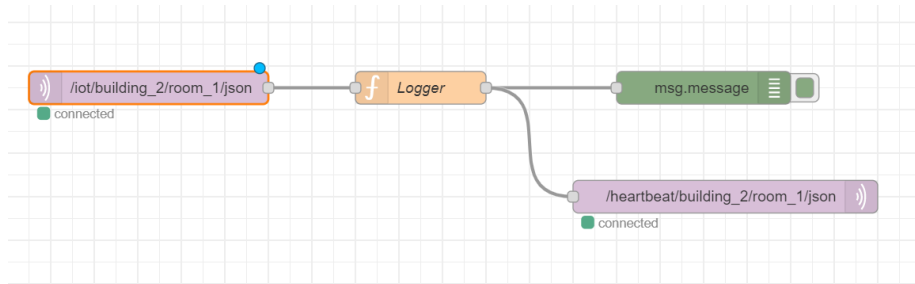 /iot/building_2/room_1/json
connected
Logger
msg.message
/heartbeat/building_2/room_1/json
connected